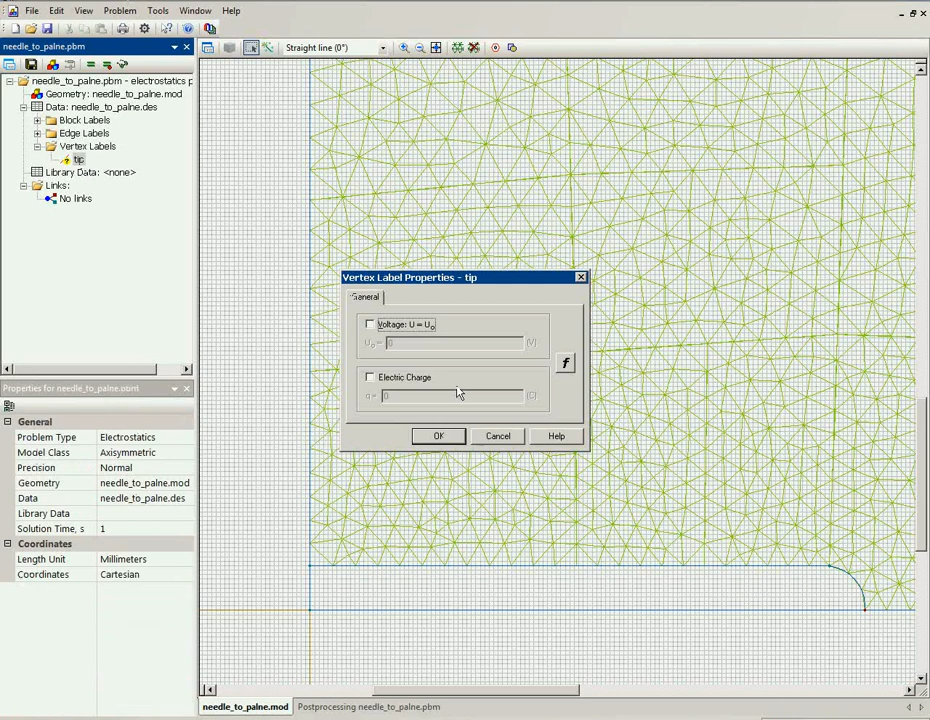 File Edit View Problem Tools Window Help
Straight line (0°)
needle_to_palne.pbm
needle_to_palne.pbm - electrostatics p
Geometry: needle_to_palne.mod
Data: needle_to_palne.des
Block Labels
Edge Labels
Vertex Labels
tip
Library Data: <none>
Links:
No links
Vertex Label Properties - tip
General
Voltage: U = U₀
U₀ = 0 (V)
f
Electric Charge
q = 0 (C)
OK Cancel Help
Properties for needle_to_palne.pbm
General
Problem Type Electrostatics
Model Class Axisymmetric
Precision Normal
Geometry needle_to_palne.mod
Data needle_to_palne.des
Library Data
Solution Time, s 1
Coordinates
Length Unit Millimeters
Coordinates Cartesian
needle_to_palne.mod Postprocessing needle_to_palne.pbm